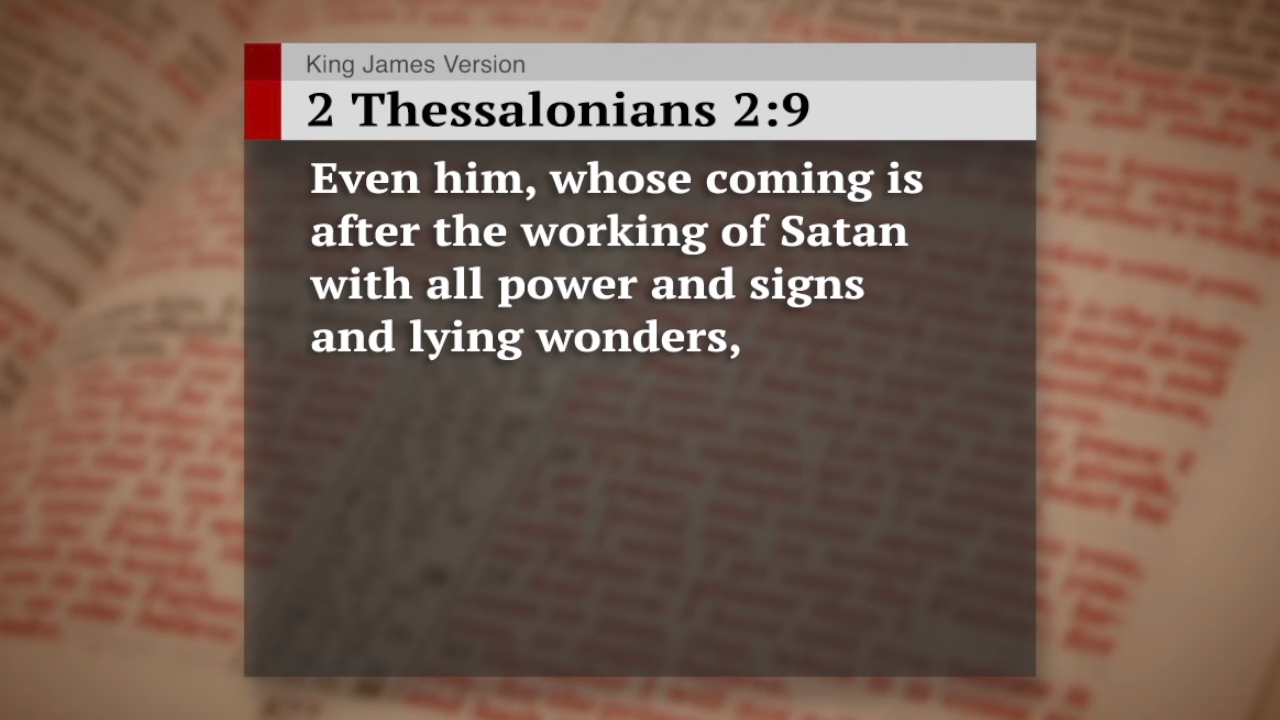 King James Version
2 Thessalonians 2:9
Even him, whose coming is
after the working of Satan
with all power and signs
and lying wonders,